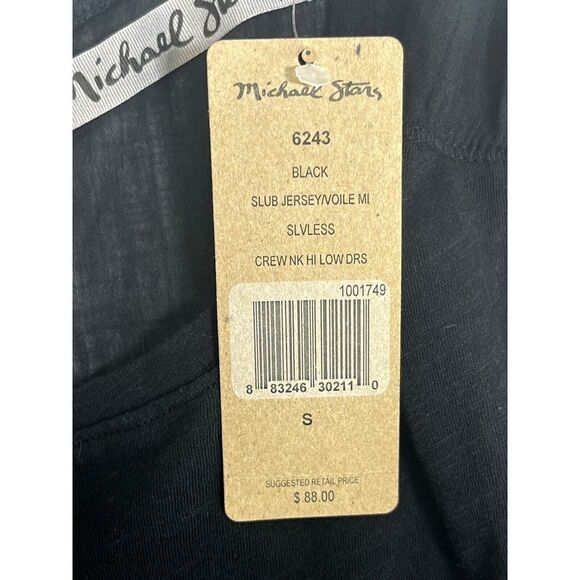 Michael Stars
Michael Stars
6243
BLACK
SLUB JERSEY/VOILE MI
SLVLESS
CREW NK HI LOW DRS
1001749
8 83246 30211 0
S
SUGGESTED RETAIL PRICE
$ 88.00